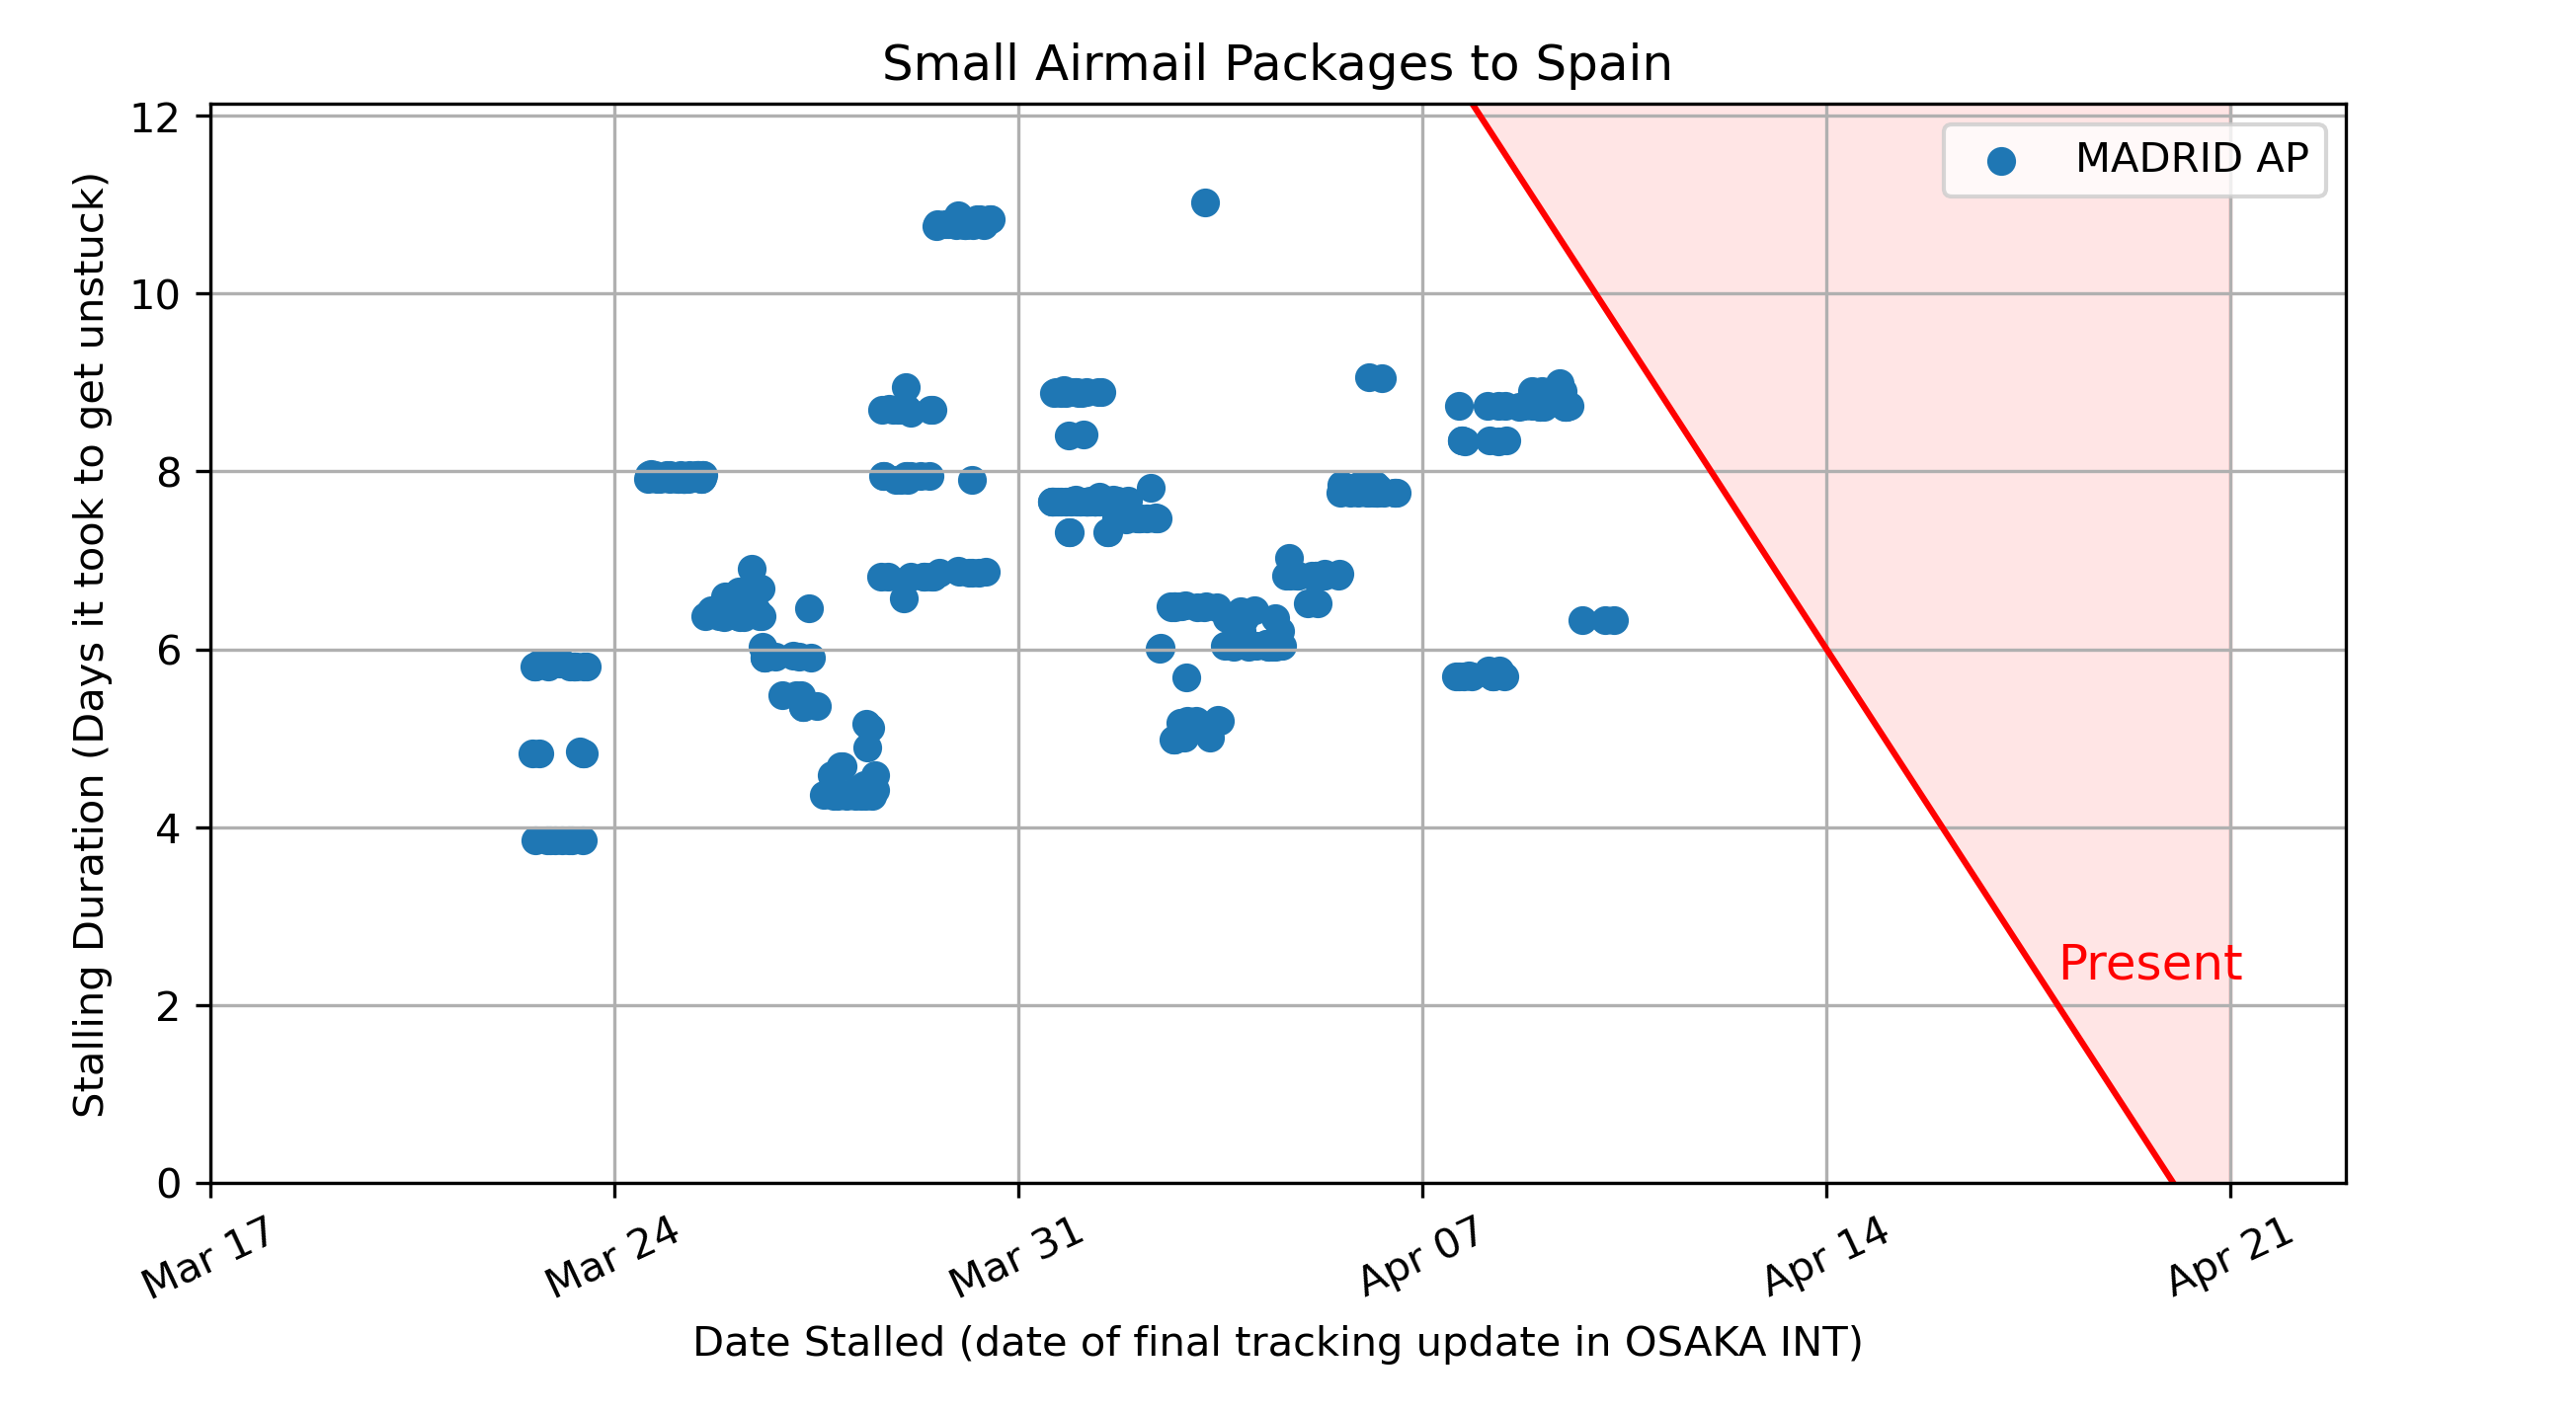 Small Airmail Packages to Spain
Stalling Duration (Days it took to get unstuck)
12
10
8
6
4
2
0
MADRID AP
Present
Mar 17
Mar 24
Mar 31
Apr 07
Apr 14
Apr 21
Date Stalled (date of final tracking update in OSAKA INT)